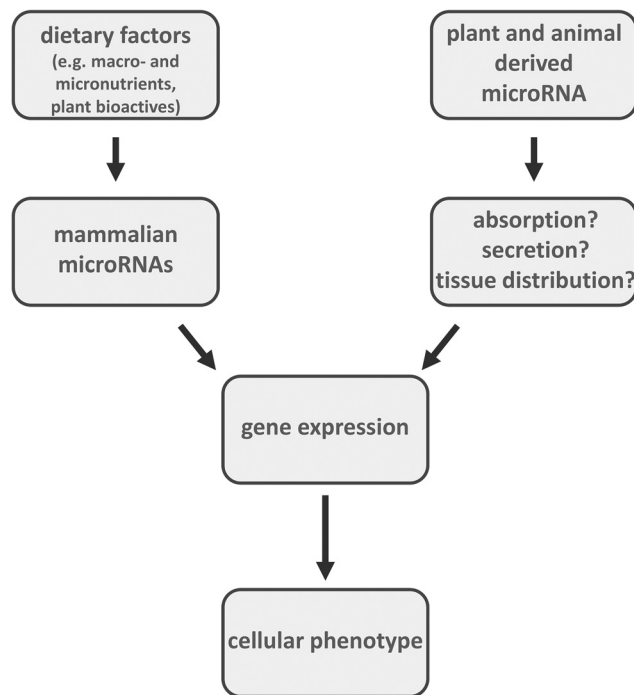 dietary factors
(e.g. macro- and
micronutrients,
plant bioactives)
plant and animal
derived
microRNA
mammalian
microRNAs
absorption?
secretion?
tissue distribution?
gene expression
cellular phenotype